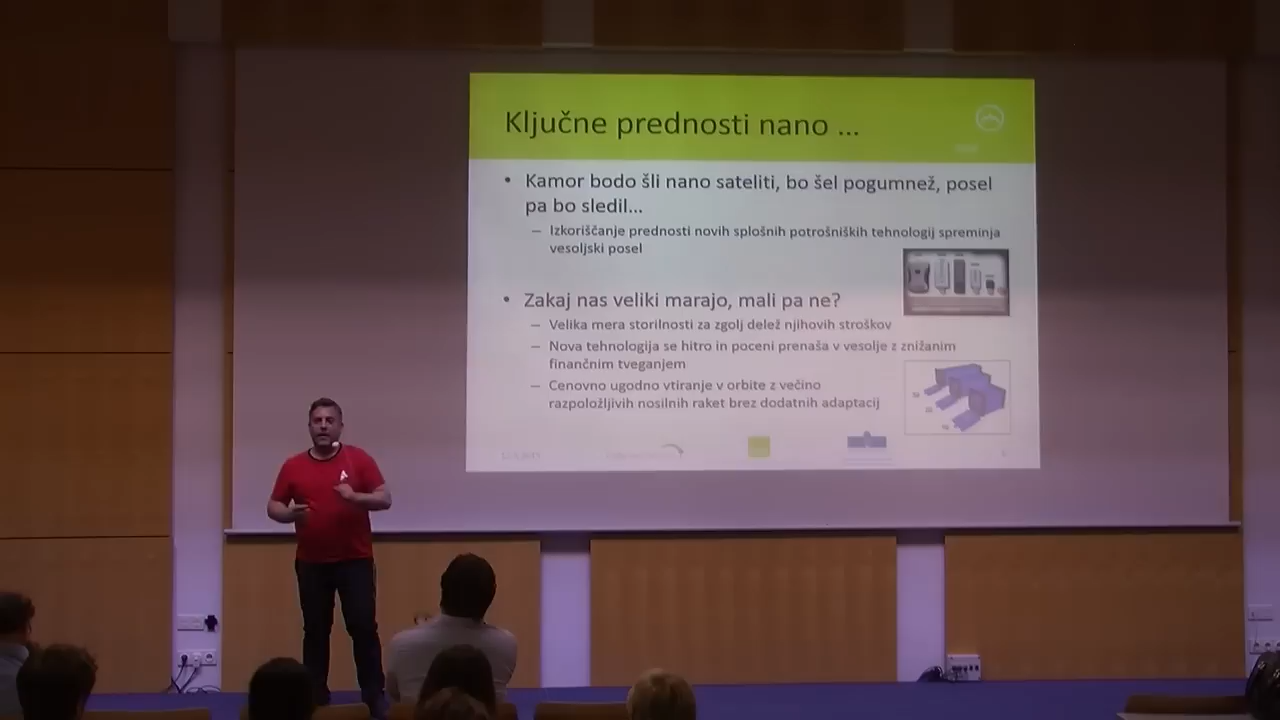 Ključne prednosti nano ...
• Kamor bodo šli nano sateliti, bo šel pogumnež, posel
pa bo sledil...
– Izkoriščanje prednosti novih splošnih potrošniških tehnologij spreminja
vesoljski posel
• Zakaj nas veliki marajo, mali pa ne?
– Velika mera storilnosti za zgolj delež njihovih stroškov
– Nova tehnologija se hitro in poceni prenaša v vesolje z znižanim
finančnim tveganjem
– Cenovno ugodno vtiranje v orbite z večino
razpoložljivih nosilnih raket brez dodatnih adaptacij